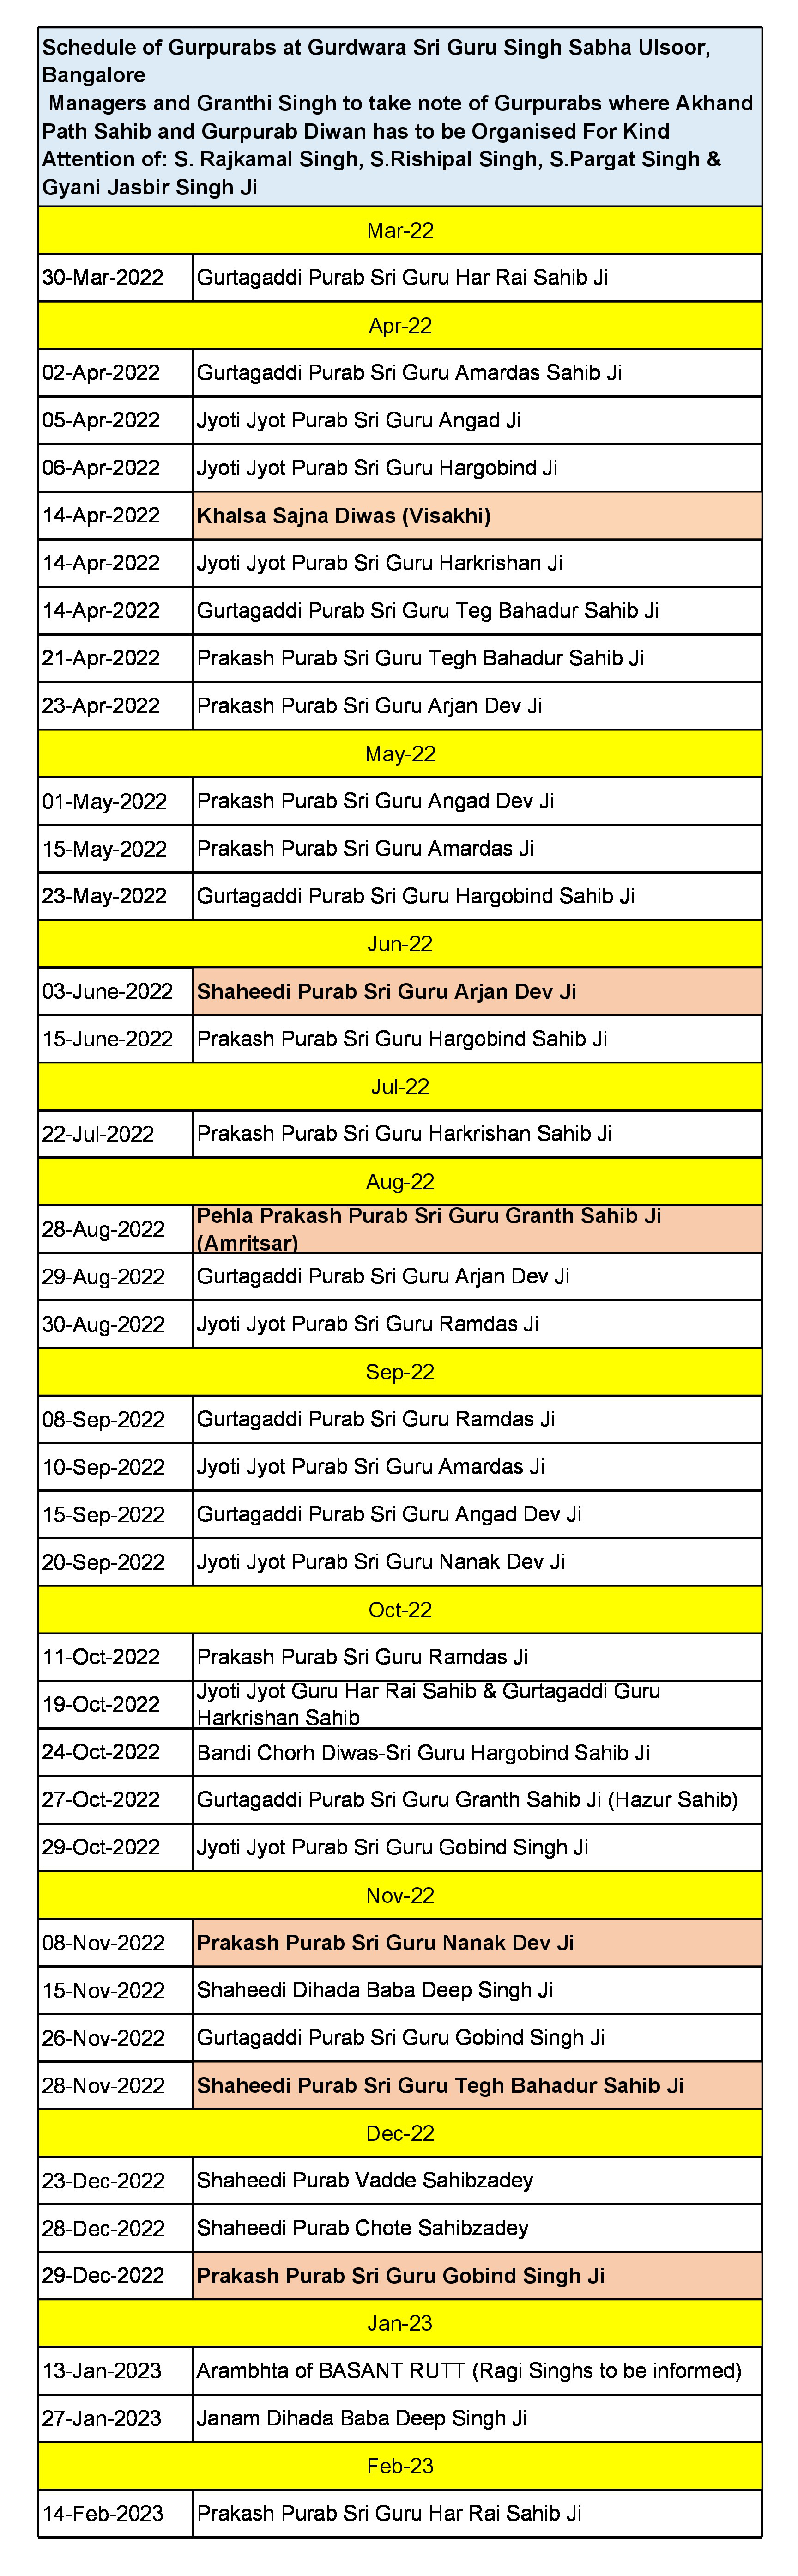 Schedule of Gurpurabs at Gurdwara Sri Guru Singh Sabha Ulsoor,
Bangalore
Managers and Granthi Singh to take note of Gurpurabs where Akhand
Path Sahib and Gurpurab Diwan has to be Organised For Kind
Attention of: S. Rajkamal Singh, S.Rishipal Singh, S.Pargat Singh &
Gyani Jasbir Singh Ji
Mar-22
30-Mar-2022 Gurtagaddi Purab Sri Guru Har Rai Sahib Ji
Apr-22
02-Apr-2022 Gurtagaddi Purab Sri Guru Amardas Sahib Ji
05-Apr-2022 Jyoti Jyot Purab Sri Guru Angad Ji
06-Apr-2022 Jyoti Jyot Purab Sri Guru Hargobind Ji
14-Apr-2022 Khalsa Sajna Diwas (Visakhi)
14-Apr-2022 Jyoti Jyot Purab Sri Guru Harkrishan Ji
14-Apr-2022 Gurtagaddi Purab Sri Guru Teg Bahadur Sahib Ji
21-Apr-2022 Prakash Purab Sri Guru Tegh Bahadur Sahib Ji
23-Apr-2022 Prakash Purab Sri Guru Arjan Dev Ji
May-22
01-May-2022 Prakash Purab Sri Guru Angad Dev Ji
15-May-2022 Prakash Purab Sri Guru Amardas Ji
23-May-2022 Gurtagaddi Purab Sri Guru Hargobind Sahib Ji
Jun-22
03-June-2022 Shaheedi Purab Sri Guru Arjan Dev Ji
15-June-2022 Prakash Purab Sri Guru Hargobind Sahib Ji
Jul-22
22-Jul-2022 Prakash Purab Sri Guru Harkrishan Sahib Ji
Aug-22
28-Aug-2022 Pehla Prakash Purab Sri Guru Granth Sahib Ji
(Amritsar)
29-Aug-2022 Gurtagaddi Purab Sri Guru Arjan Dev Ji
30-Aug-2022 Jyoti Jyot Purab Sri Guru Ramdas Ji
Sep-22
08-Sep-2022 Gurtagaddi Purab Sri Guru Ramdas Ji
10-Sep-2022 Jyoti Jyot Purab Sri Guru Amardas Ji
15-Sep-2022 Gurtagaddi Purab Sri Guru Angad Dev Ji
20-Sep-2022 Jyoti Jyot Purab Sri Guru Nanak Dev Ji
Oct-22
11-Oct-2022 Prakash Purab Sri Guru Ramdas Ji
19-Oct-2022 Jyoti Jyot Guru Har Rai Sahib & Gurtagaddi Guru
Harkrishan Sahib
24-Oct-2022 Bandi Chorh Diwas-Sri Guru Hargobind Sahib Ji
27-Oct-2022 Gurtagaddi Purab Sri Guru Granth Sahib Ji (Hazur Sahib)
29-Oct-2022 Jyoti Jyot Purab Sri Guru Gobind Singh Ji
Nov-22
08-Nov-2022 Prakash Purab Sri Guru Nanak Dev Ji
15-Nov-2022 Shaheedi Dihada Baba Deep Singh Ji
26-Nov-2022 Gurtagaddi Purab Sri Guru Gobind Singh Ji
28-Nov-2022 Shaheedi Purab Sri Guru Tegh Bahadur Sahib Ji
Dec-22
23-Dec-2022 Shaheedi Purab Vadde Sahibzadey
28-Dec-2022 Shaheedi Purab Chote Sahibzadey
29-Dec-2022 Prakash Purab Sri Guru Gobind Singh Ji
Jan-23
13-Jan-2023 Arambhta of BASANT RUTT (Ragi Singhs to be informed)
27-Jan-2023 Janam Dihada Baba Deep Singh Ji
Feb-23
14-Feb-2023 Prakash Purab Sri Guru Har Rai Sahib Ji